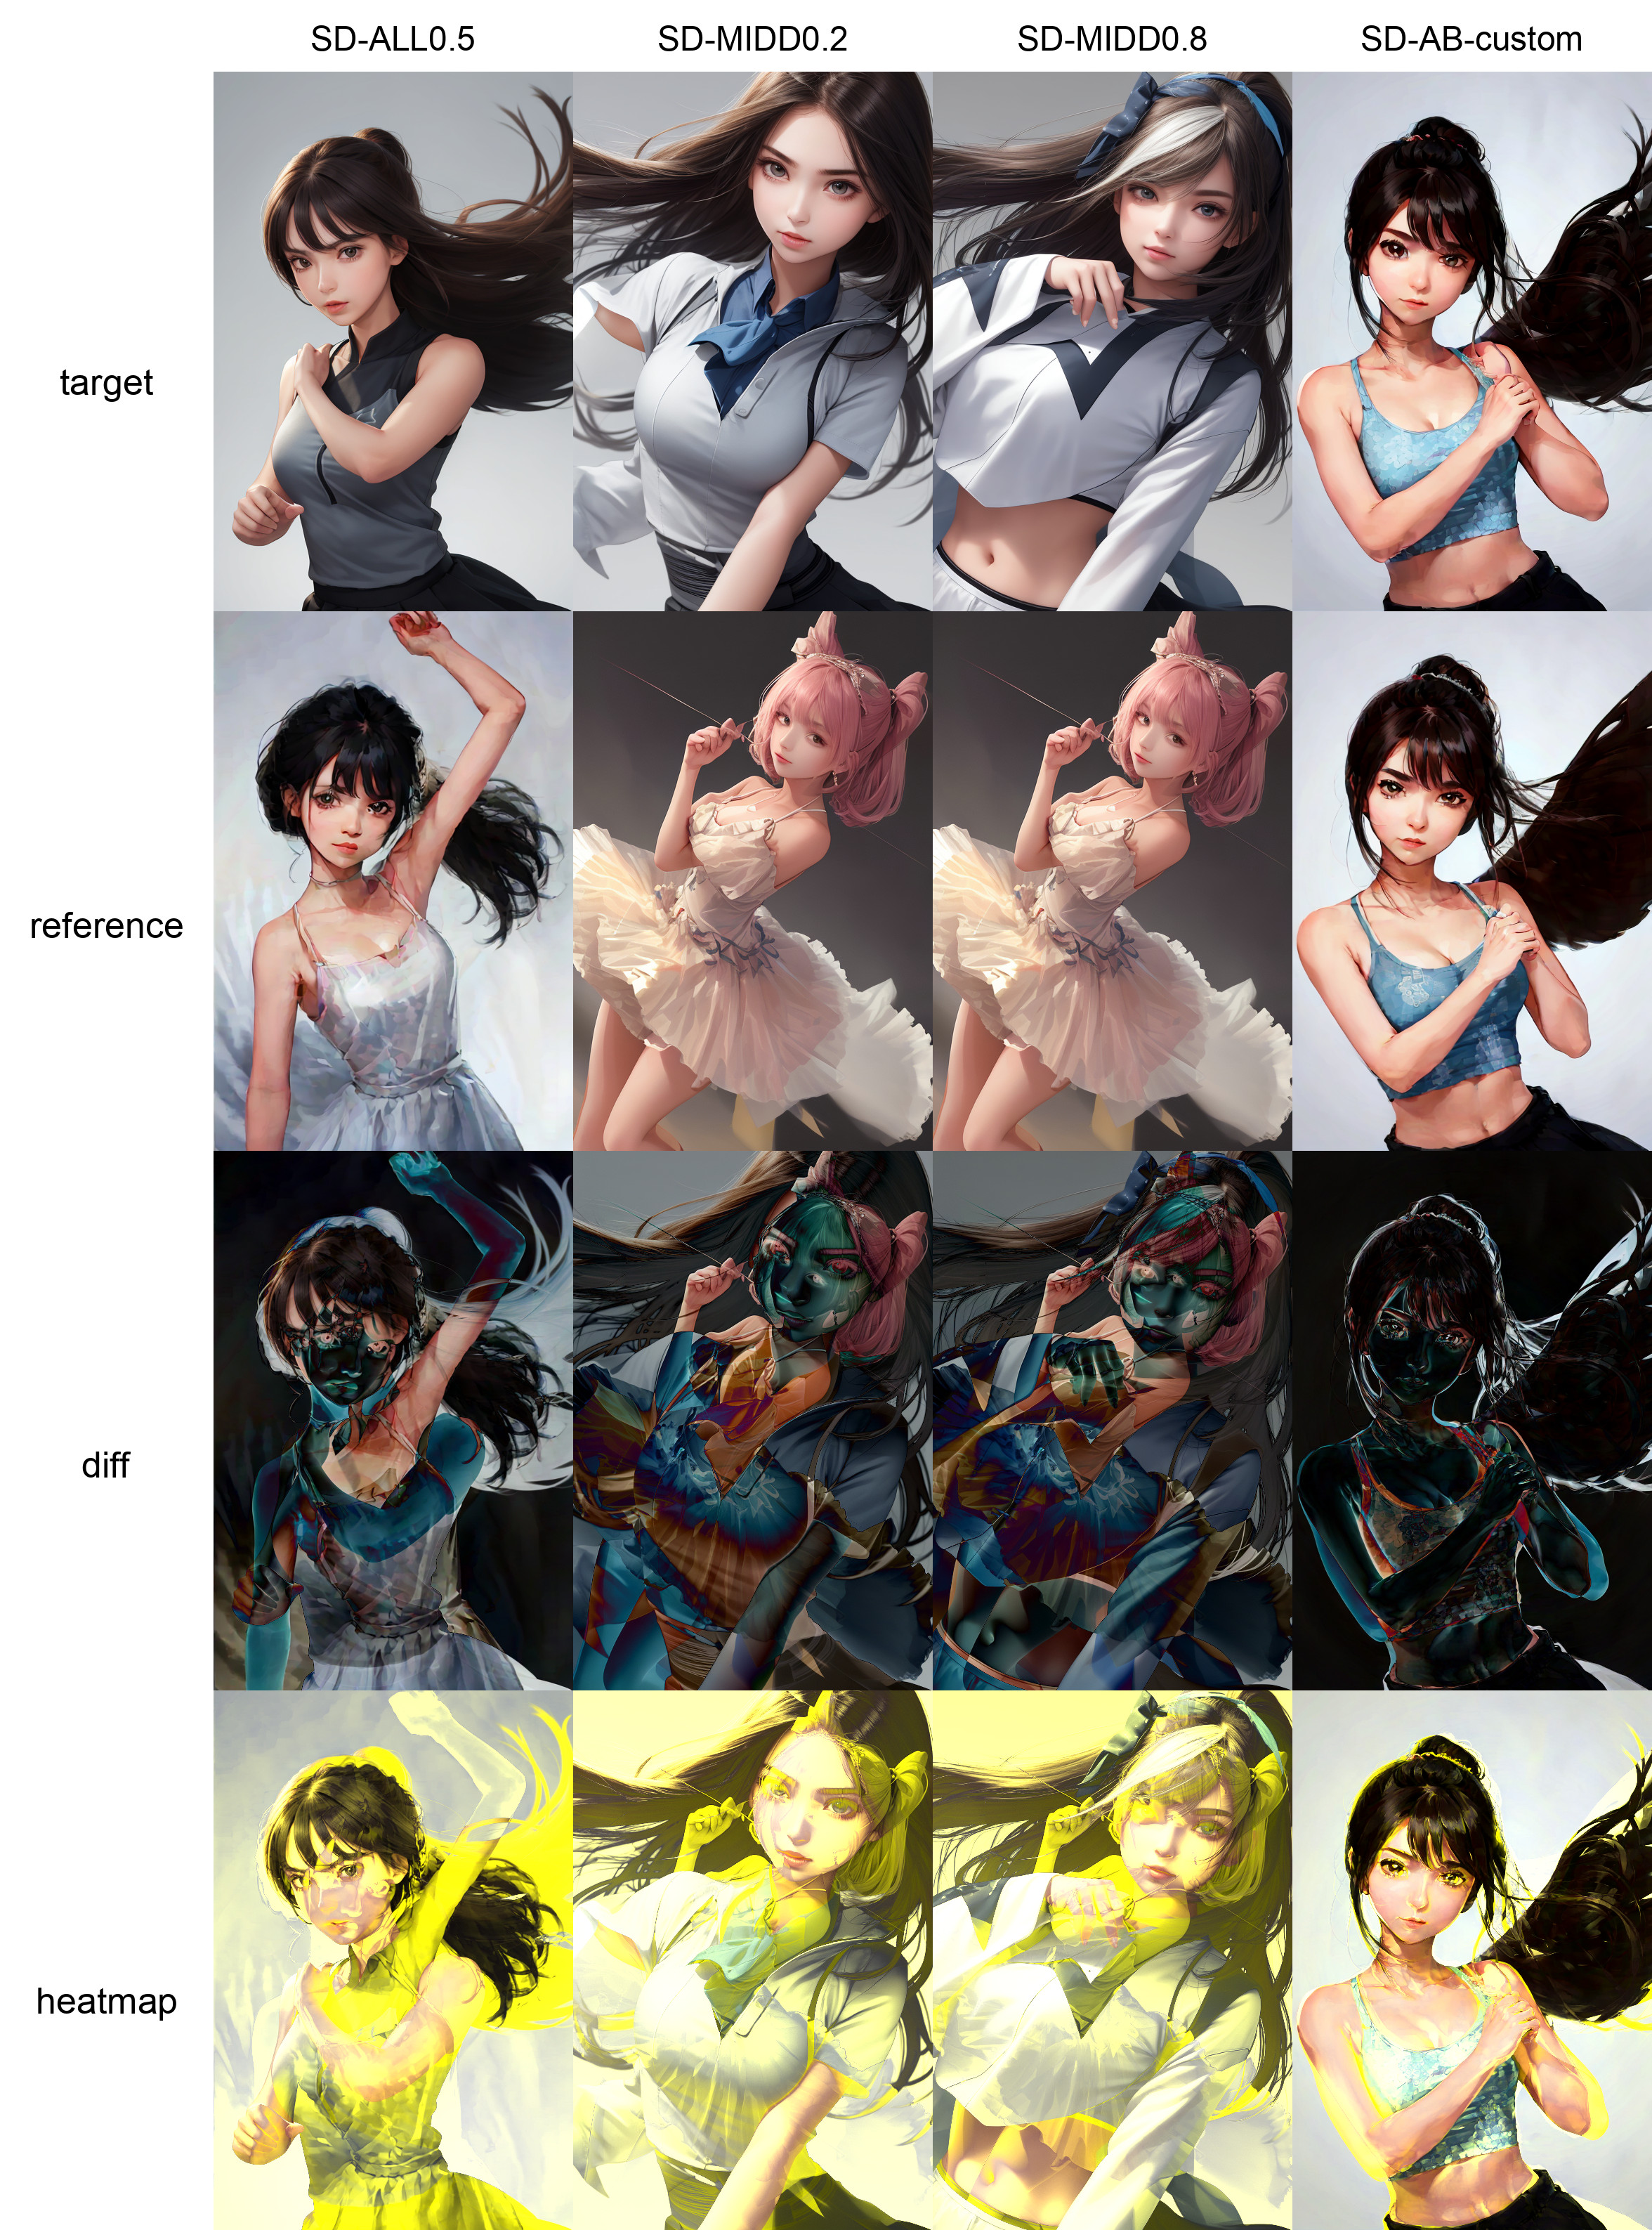 SD-ALL0.5 SD-MIDD0.2 SD-MIDD0.8 SD-AB-custom
target
reference
diff
heatmap